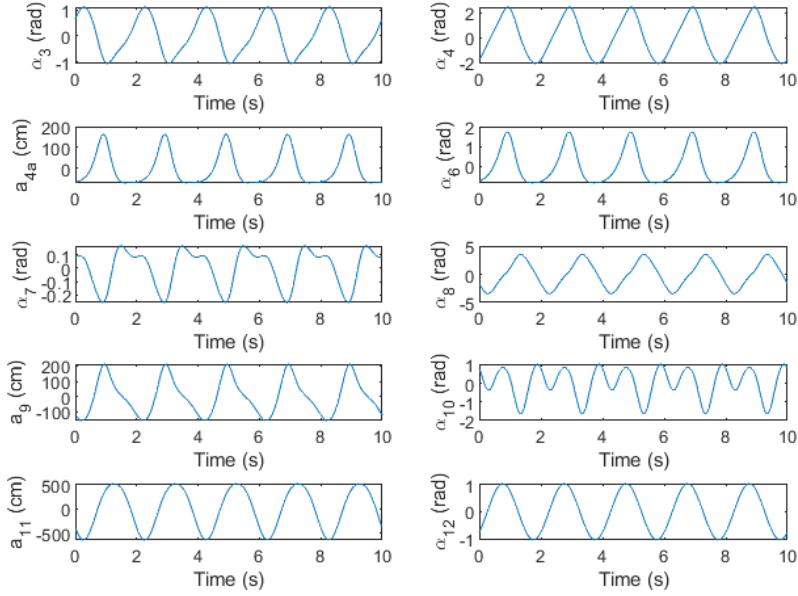 α3 (rad)
1
0
-1
0 2 4 6 8 10
Time (s)
α4 (rad)
2
0
-2
0 2 4 6 8 10
Time (s)
a4a (cm)
200
100
0
0 2 4 6 8 10
Time (s)
α6 (rad)
2
1
0
0 2 4 6 8 10
Time (s)
α7 (rad)
0.1
0
-0.1
-0.2
0 2 4 6 8 10
Time (s)
α8 (rad)
5
0
-5
0 2 4 6 8 10
Time (s)
a9 (cm)
200
100
0
-100
0 2 4 6 8 10
Time (s)
α10 (rad)
1
0
-1
-2
0 2 4 6 8 10
Time (s)
a11 (cm)
500
0
-500
0 2 4 6 8 10
Time (s)
α12 (rad)
1
0
-1
0 2 4 6 8 10
Time (s)